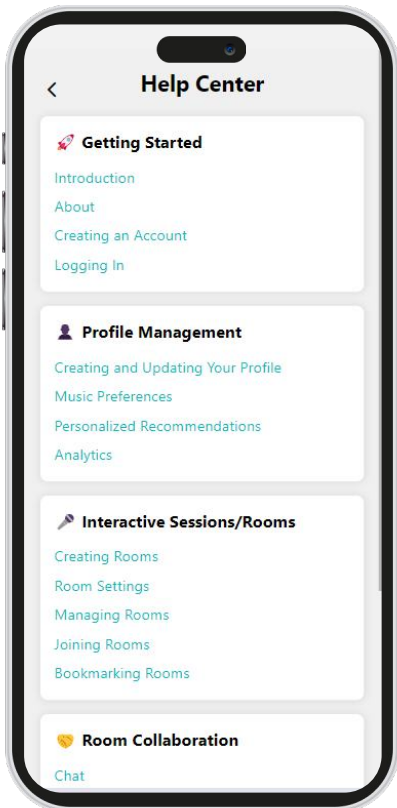 Help Center
Getting Started
Introduction
About
Creating an Account
Logging In
Profile Management
Creating and Updating Your Profile
Music Preferences
Personalized Recommendations
Analytics
Interactive Sessions/Rooms
Creating Rooms
Room Settings
Managing Rooms
Joining Rooms
Bookmarking Rooms
Room Collaboration
Chat